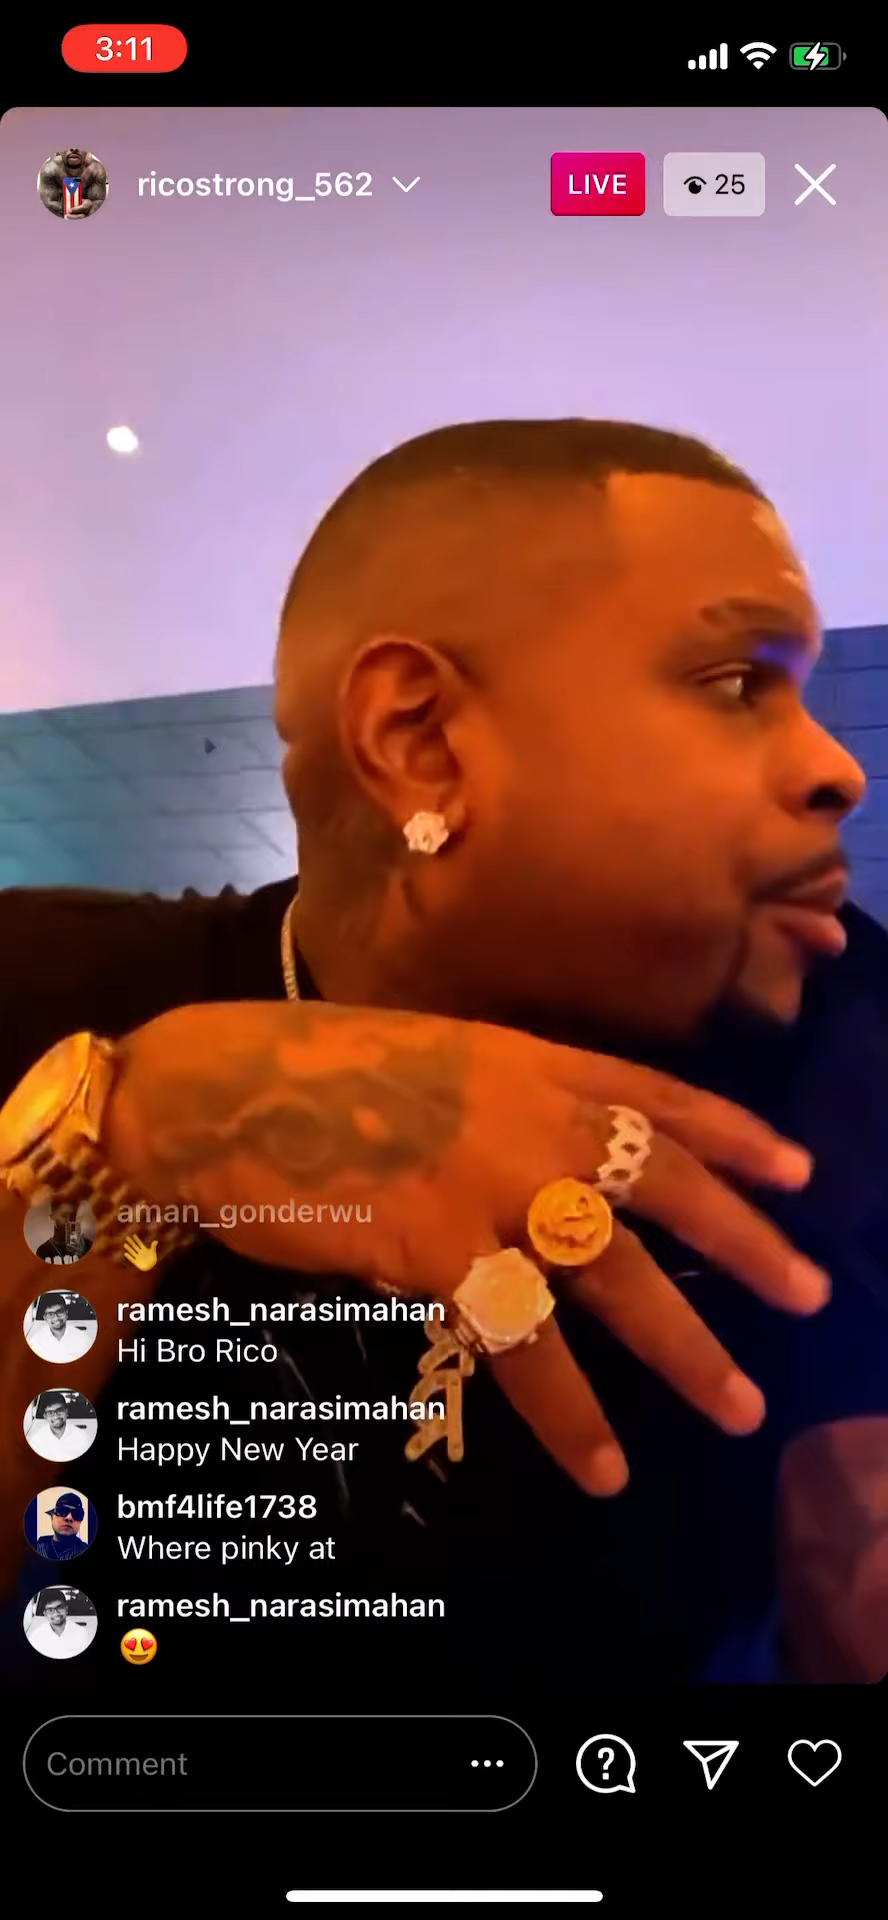 3:11
ricostrong_562
LIVE
25
aman_gonderwu
👋
ramesh_narasimahan
Hi Bro Rico
ramesh_narasimahan
Happy New Year
bmf4life1738
Where pinky at
ramesh_narasimahan
😍
Comment